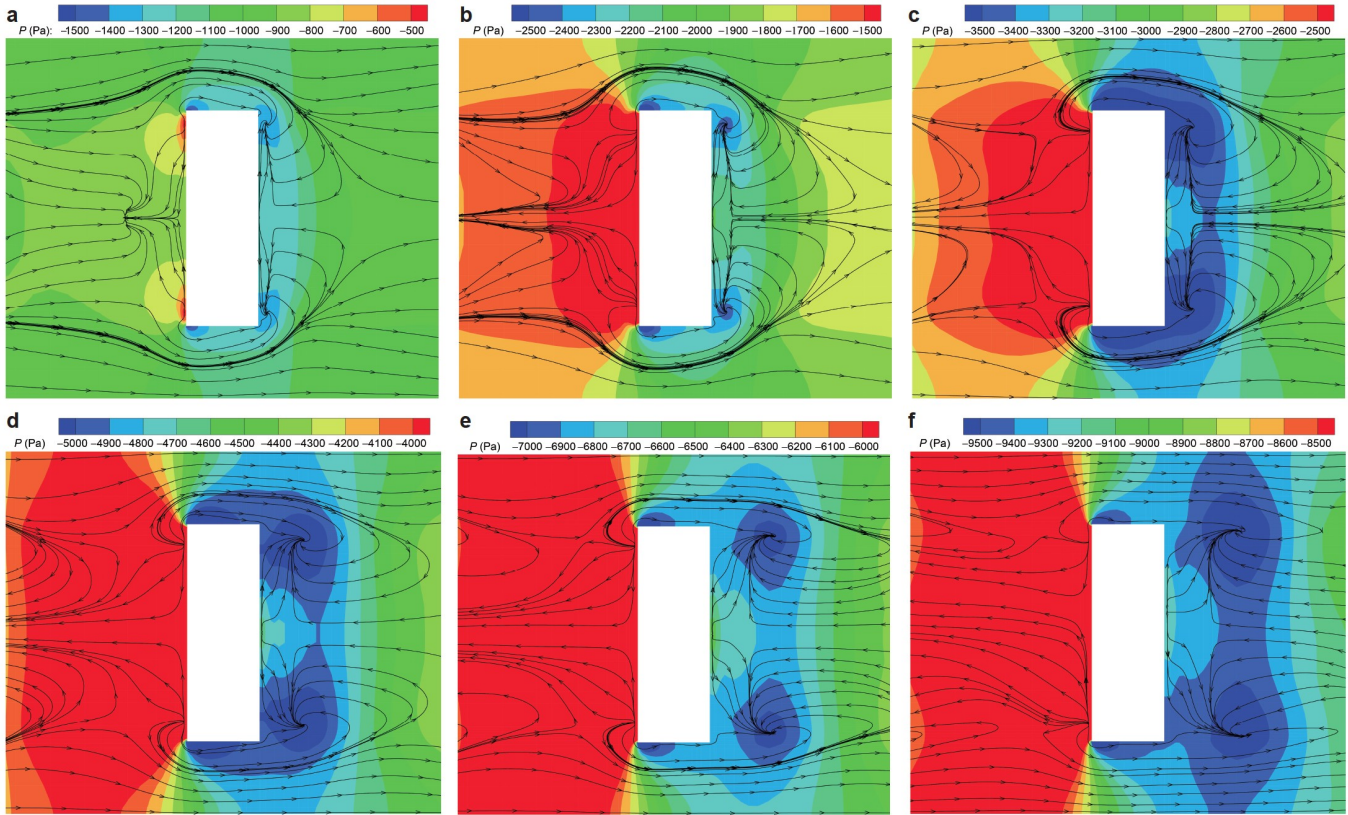 a
P (Pa): −1500 −1400 −1300 −1200 −1100 −1000 −900 −800 −700 −600 −500
b
P (Pa) −2500 −2400 −2300 −2200 −2100 −2000 −1900 −1800 −1700 −1600 −1500
c
P (Pa) −3500 −3400 −3300 −3200 −3100 −3000 −2900 −2800 −2700 −2600 −2500
d
P (Pa) −5000 −4900 −4800 −4700 −4600 −4500 −4400 −4300 −4200 −4100 −4000
e
P (Pa) −7000 −6900 −6800 −6700 −6600 −6500 −6400 −6300 −6200 −6100 −6000
f
P (Pa) −9500 −9400 −9300 −9200 −9100 −9000 −8900 −8800 −8700 −8600 −8500